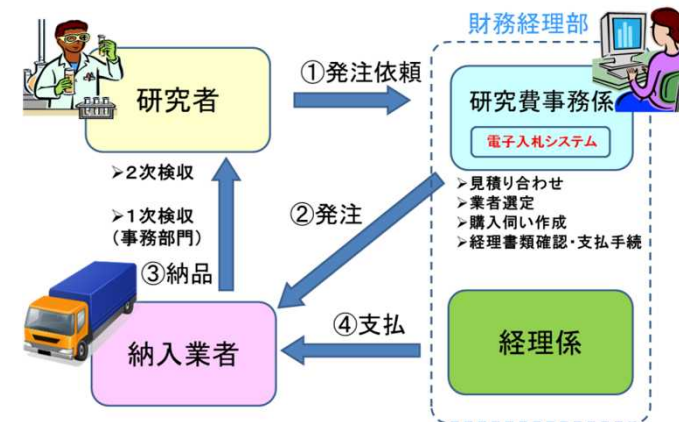 財務経理部
①発注依頼
研究者
研究費事務係
電子入札システム
➢2次検収
➢見積り合わせ
➢業者選定
➢購入伺い作成
➢経理書類確認・支払手続
➢1次検収
(事務部門)
②発注
③納品
④支払
納入業者
経理係